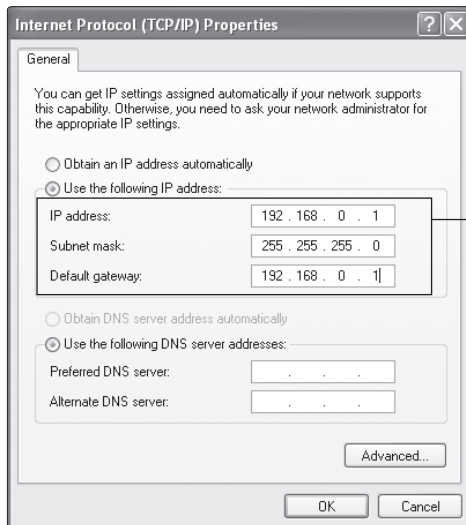 Internet Protocol (TCP/IP) Properties
General
You can get IP settings assigned automatically if your network supports
this capability. Otherwise, you need to ask your network administrator for
the appropriate IP settings.
Obtain an IP address automatically
Use the following IP address:
IP address: 192 . 168 . 0 . 1
Subnet mask: 255 . 255 . 255 . 0
Default gateway: 192 . 168 . 0 . 1
Obtain DNS server address automatically
Use the following DNS server addresses:
Preferred DNS server: . . .
Alternate DNS server: . . .
Advanced...
OK Cancel